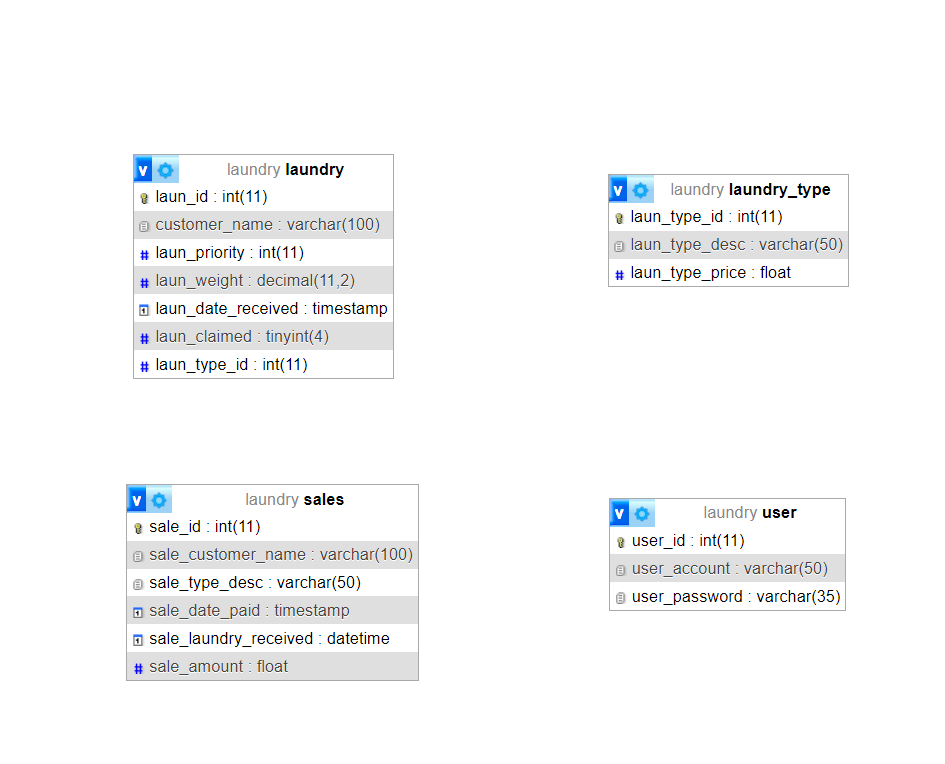 v laundry laundry
laun_id : int(11)
customer_name : varchar(100)
laun_priority : int(11)
laun_weight : decimal(11,2)
laun_date_received : timestamp
laun_claimed : tinyint(4)
laun_type_id : int(11)
v laundry laundry_type
laun_type_id : int(11)
laun_type_desc : varchar(50)
laun_type_price : float
v laundry sales
sale_id : int(11)
sale_customer_name : varchar(100)
sale_type_desc : varchar(50)
sale_date_paid : timestamp
sale_laundry_received : datetime
sale_amount : float
v laundry user
user_id : int(11)
user_account : varchar(50)
user_password : varchar(35)